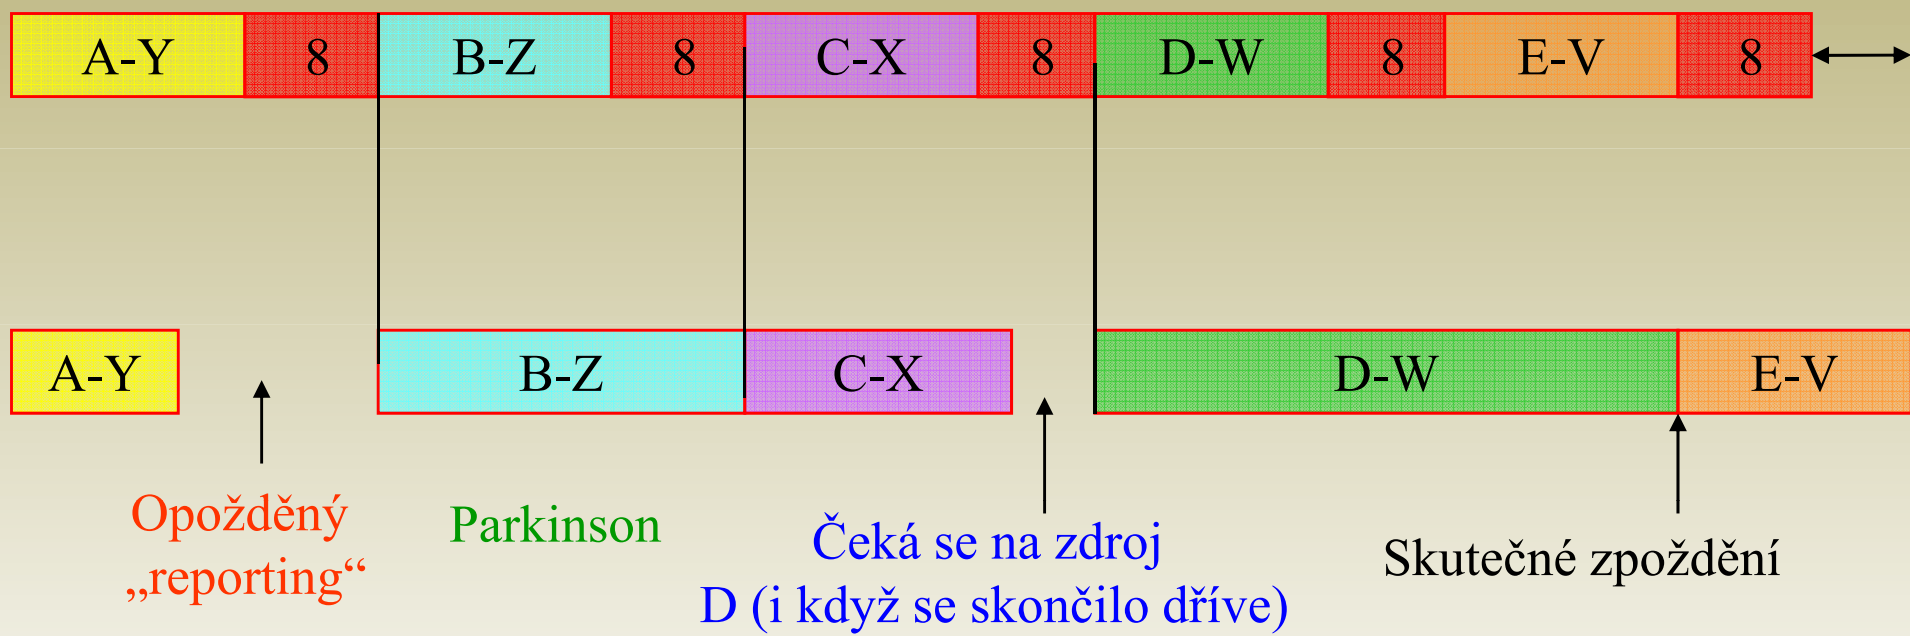 A-Y 8 B-Z 8 C-X 8 D-W 8 E-V 8
A-Y B-Z C-X D-W E-V
Opožděný
„reporting“
Parkinson
Čeká se na zdroj
D (i když se skončilo dříve)
Skutečné zpoždění